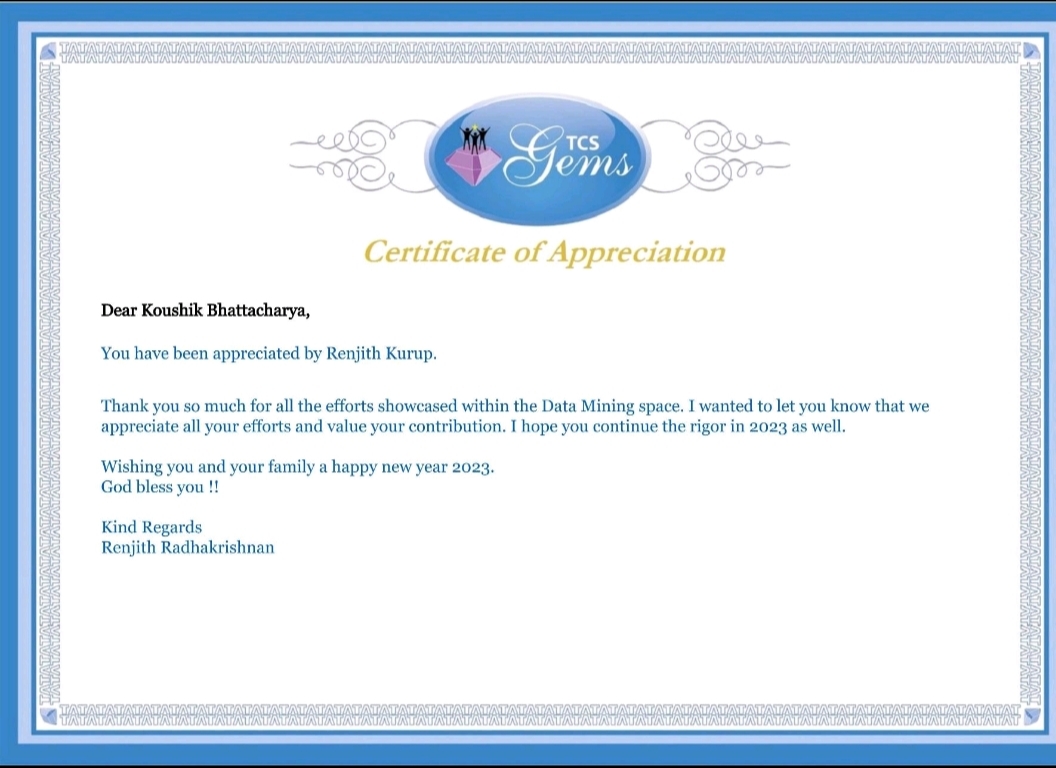 TCS
Gems
Certificate of Appreciation
Dear Koushik Bhattacharya,
You have been appreciated by Renjith Kurup.
Thank you so much for all the efforts showcased within the Data Mining space. I wanted to let you know that we
appreciate all your efforts and value your contribution. I hope you continue the rigor in 2023 as well.
Wishing you and your family a happy new year 2023.
God bless you !!
Kind Regards
Renjith Radhakrishnan